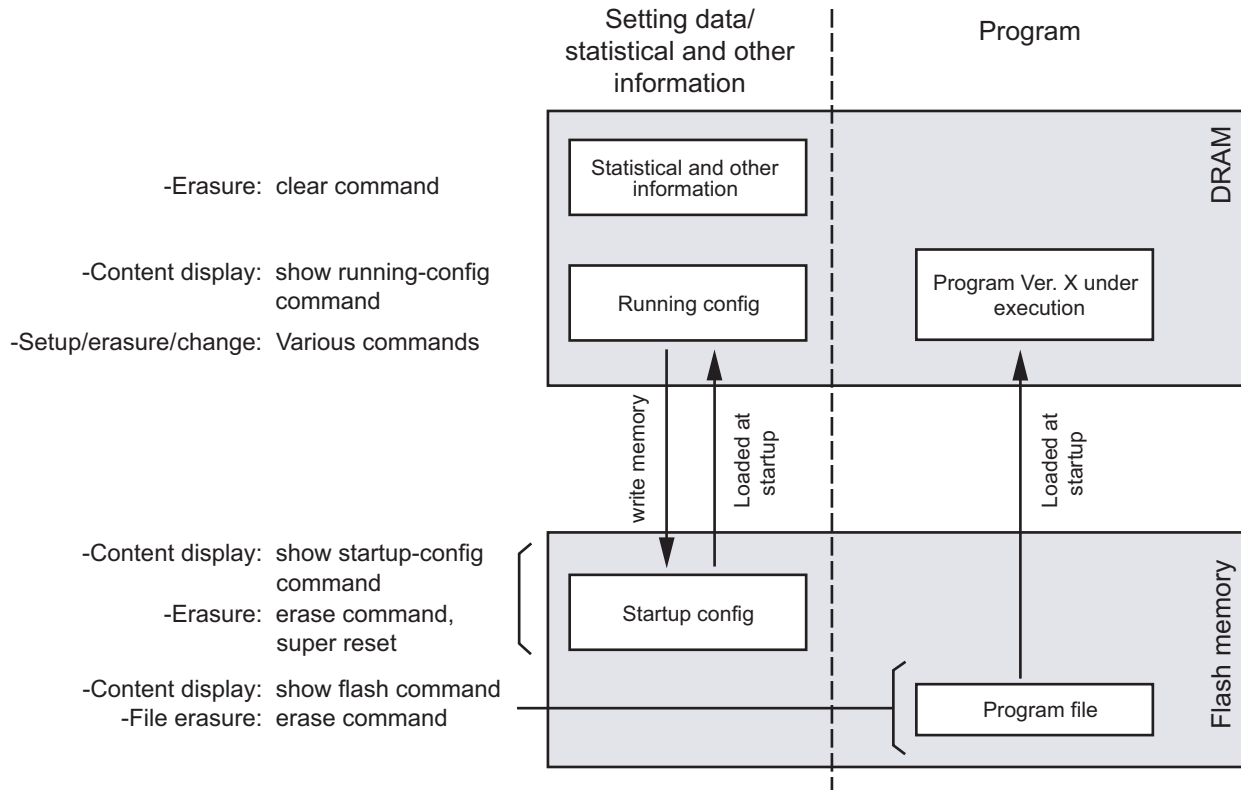 Setting data/
statistical and other
information
Program
DRAM
Statistical and other
information
-Erasure: clear command
-Content display: show running-config
command
Running config
Program Ver. X under
execution
-Setup/erasure/change: Various commands
write memory
Loaded at
startup
Loaded at
startup
-Content display: show startup-config
command
-Erasure: erase command,
super reset
Startup config
Flash memory
-Content display: show flash command
-File erasure: erase command
Program file